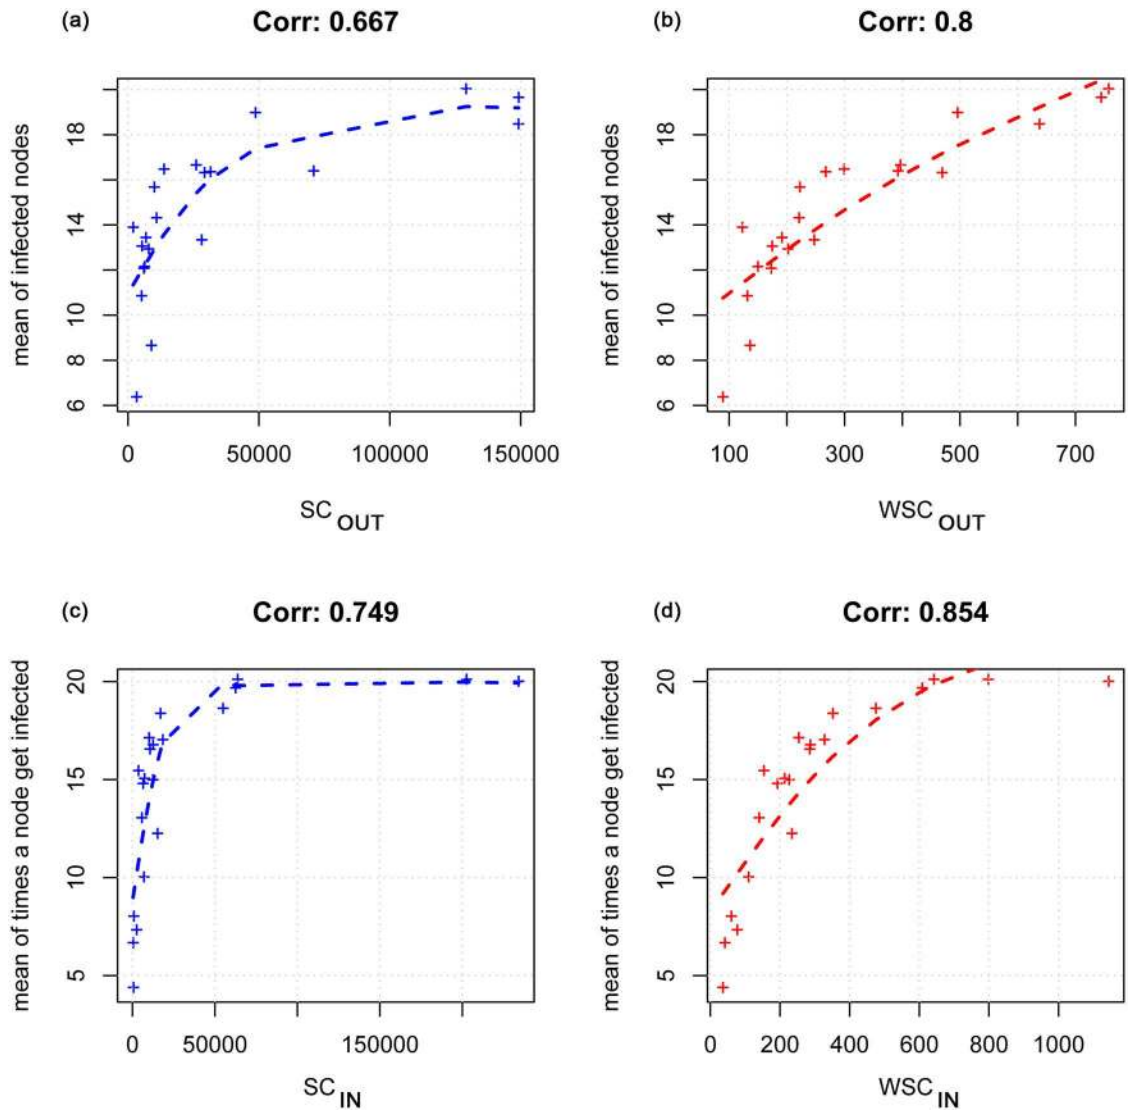 (a) Corr: 0.667
mean of infected nodes
18
14
10
8
6
0 50000 100000 150000
SC OUT
(b) Corr: 0.8
mean of infected nodes
18
14
10
8
6
100 300 500 700
WSC OUT
(c) Corr: 0.749
mean of times a node get infected
20
15
10
5
0 50000 150000
SC IN
(d) Corr: 0.854
mean of times a node get infected
20
15
10
5
0 200 400 600 800 1000
WSC IN